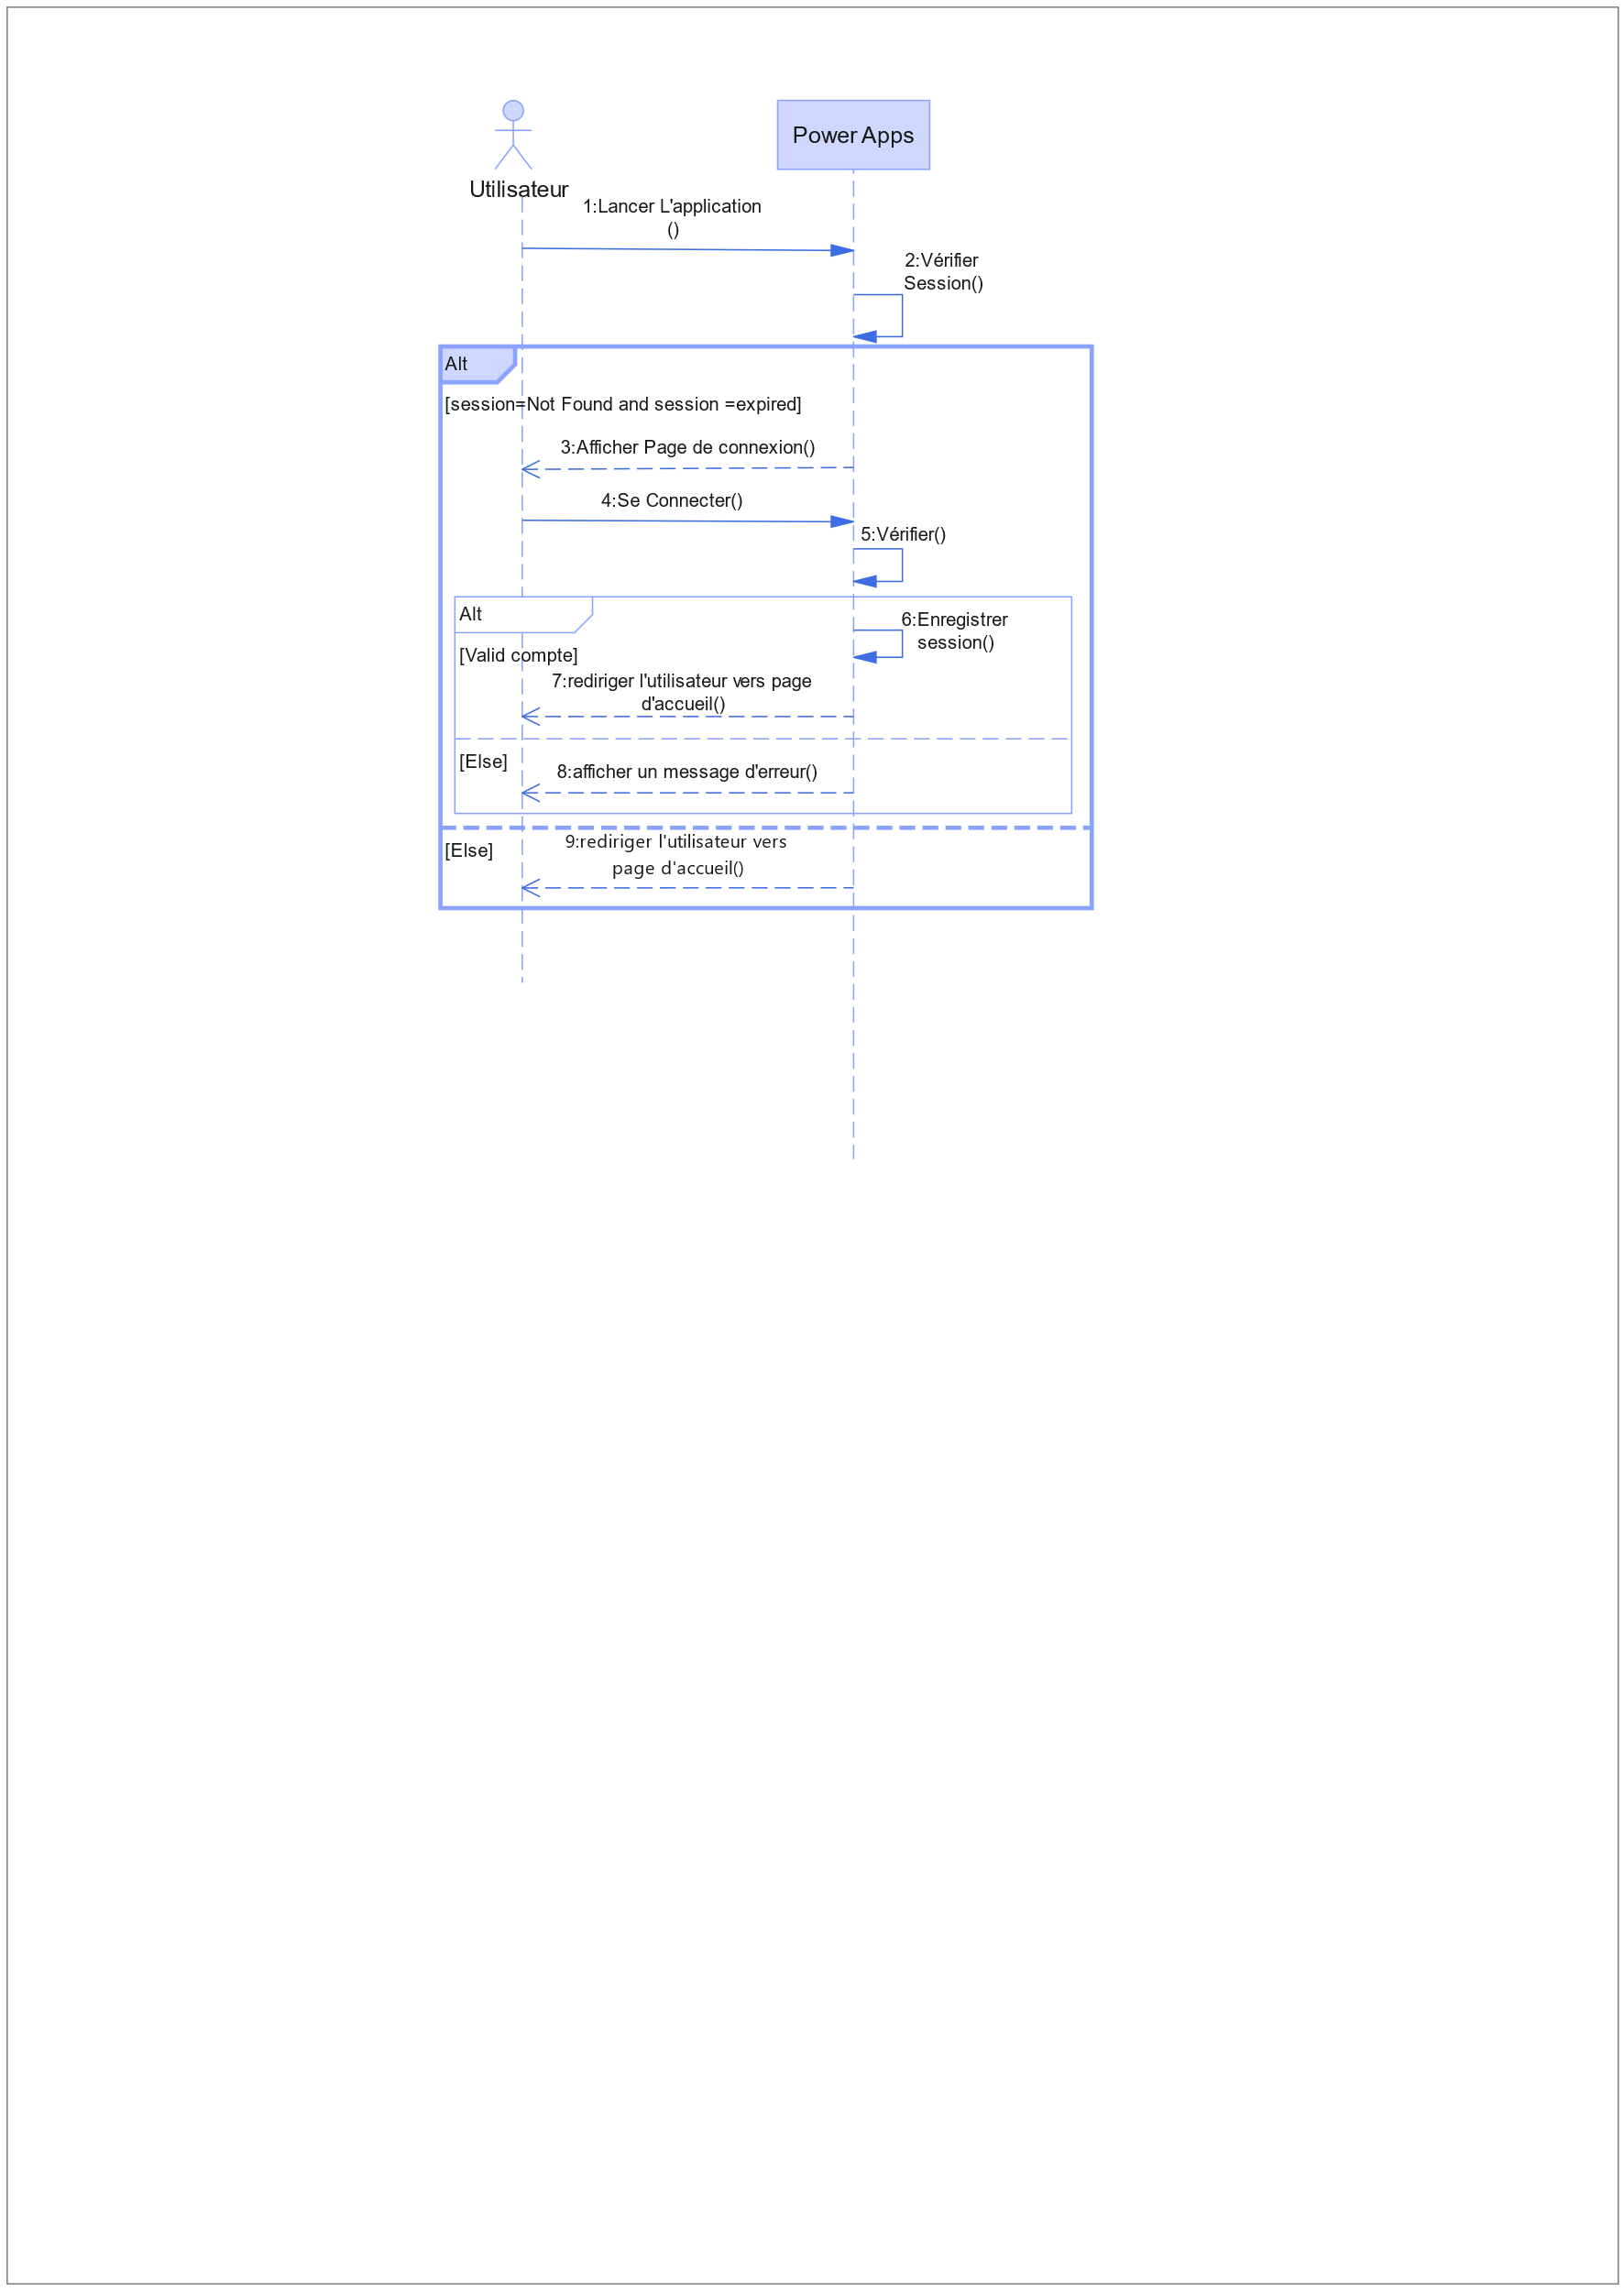 Power Apps
Utilisateur
1:Lancer L'application
()
2:Vérifier
Session()
Alt
[session=Not Found and session =expired]
3:Afficher Page de connexion()
4:Se Connecter()
5:Vérifier()
Alt
6:Enregistrer
session()
[Valid compte]
7:rediriger l'utilisateur vers page
d'accueil()
[Else]
8:afficher un message d'erreur()
9:rediriger l'utilisateur vers
[Else]
page d'accueil()